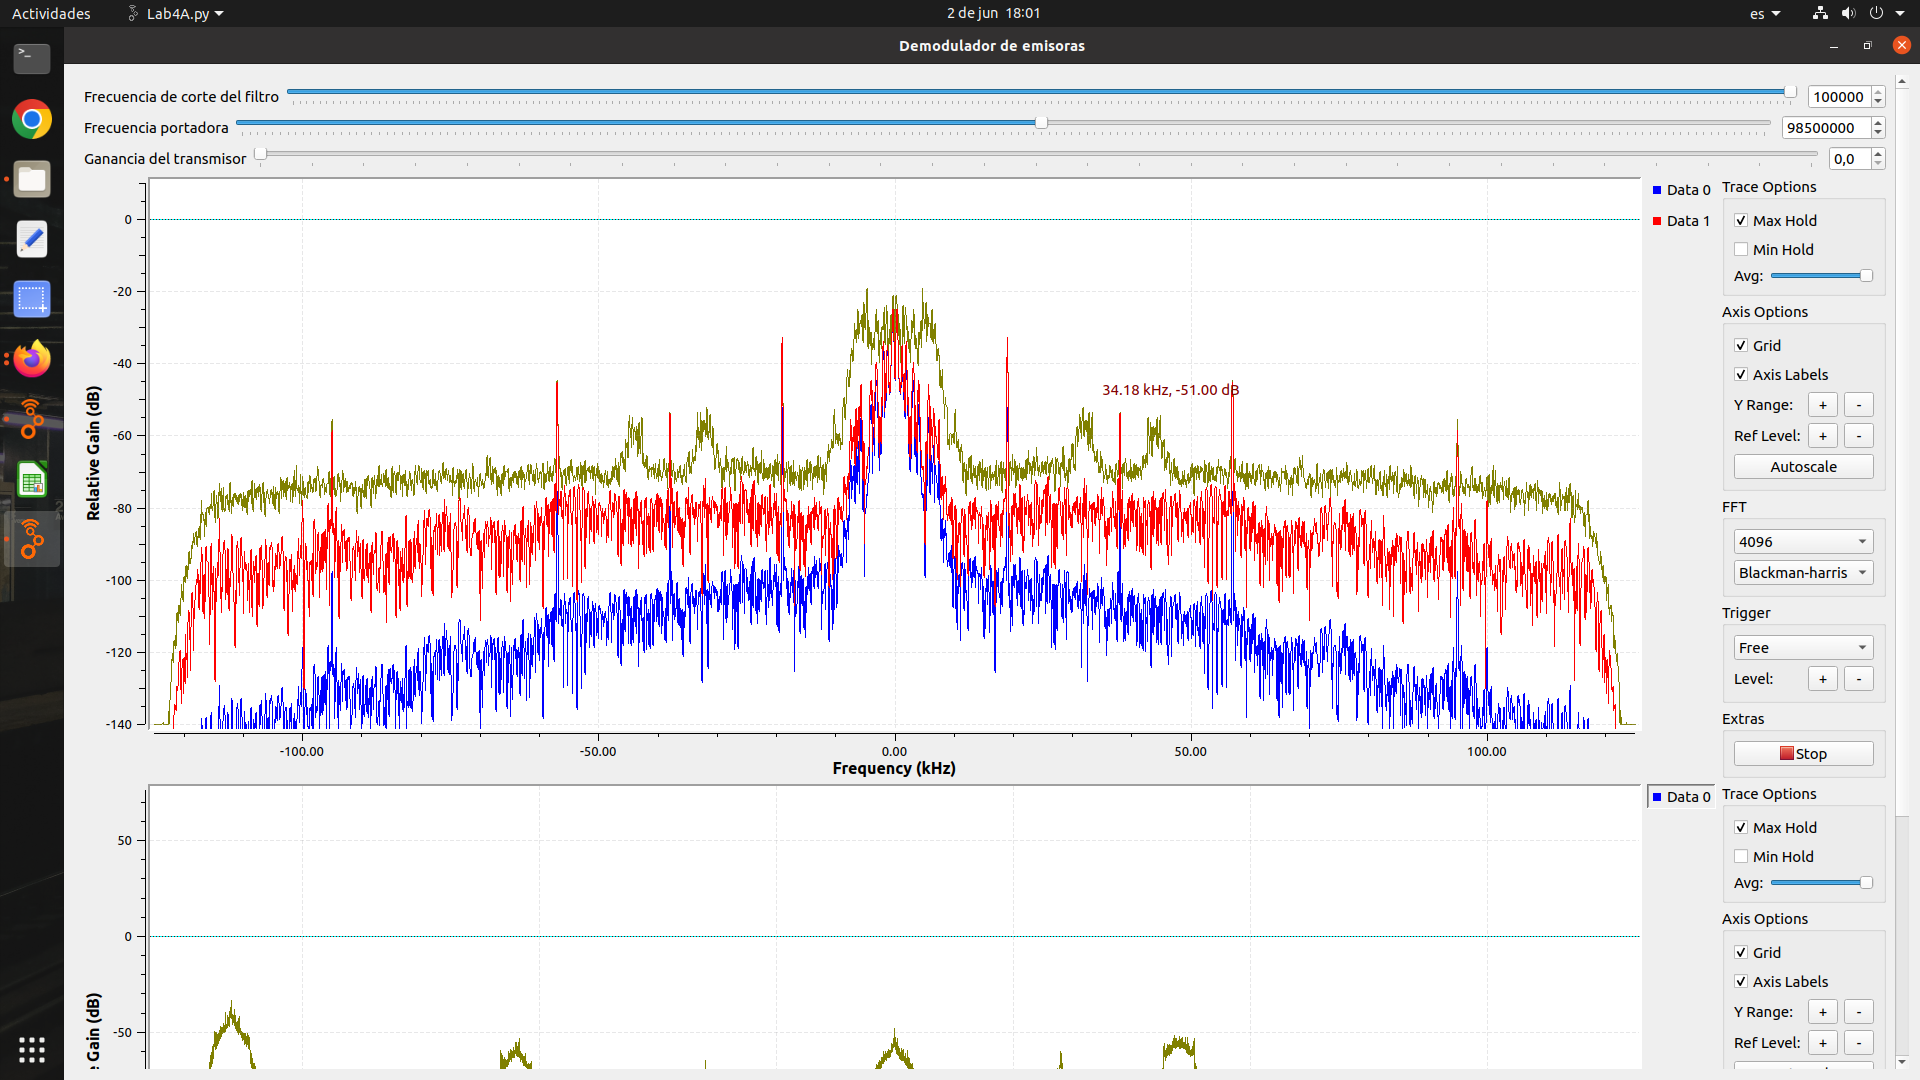 Actividades
Lab4A.py
2 de jun 18:01
es
Demodulador de emisoras
Frecuencia de corte del filtro
100000
Frecuencia portadora
98500000
Ganancia del transmisor
0,0
Relative Gain (dB)
0
-20
-40
-60
-80
-100
-120
-140
34.18 kHz, -51.00 dB
-100.00
-50.00
0.00
50.00
100.00
Frequency (kHz)
Data 0
Data 1
Trace Options
Max Hold
Min Hold
Avg:
Axis Options
Grid
Axis Labels
Y Range: + -
Ref Level: + -
Autoscale
FFT
4096
Blackman-harris
Trigger
Free
Level: + -
Extras
Stop
50
0
-50
Gain (dB)
Data 0
Trace Options
Max Hold
Min Hold
Avg:
Axis Options
Grid
Axis Labels
Y Range: + -
Ref Level: + -